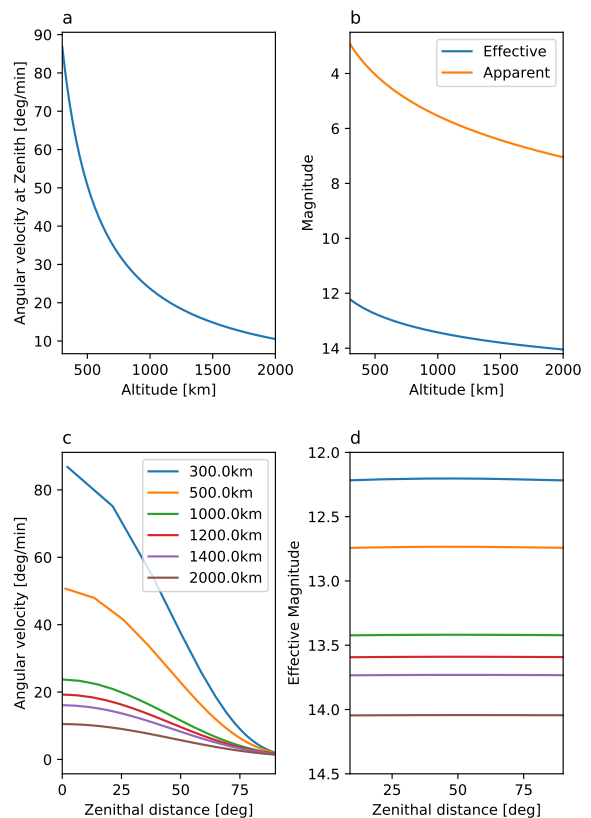 a
Angular velocity at Zenith [deg/min]
90
80
70
60
50
40
30
20
10
500
1000
1500
2000
Altitude [km]
b
Magnitude
4
6
8
10
12
14
Effective
Apparent
500
1000
1500
2000
Altitude [km]
c
Angular velocity [deg/min]
80
60
40
20
0
300.0km
500.0km
1000.0km
1200.0km
1400.0km
2000.0km
0
25
50
75
Zenithal distance [deg]
d
Effective Magnitude
12.0
12.5
13.0
13.5
14.0
14.5
25
50
75
Zenithal distance [deg]